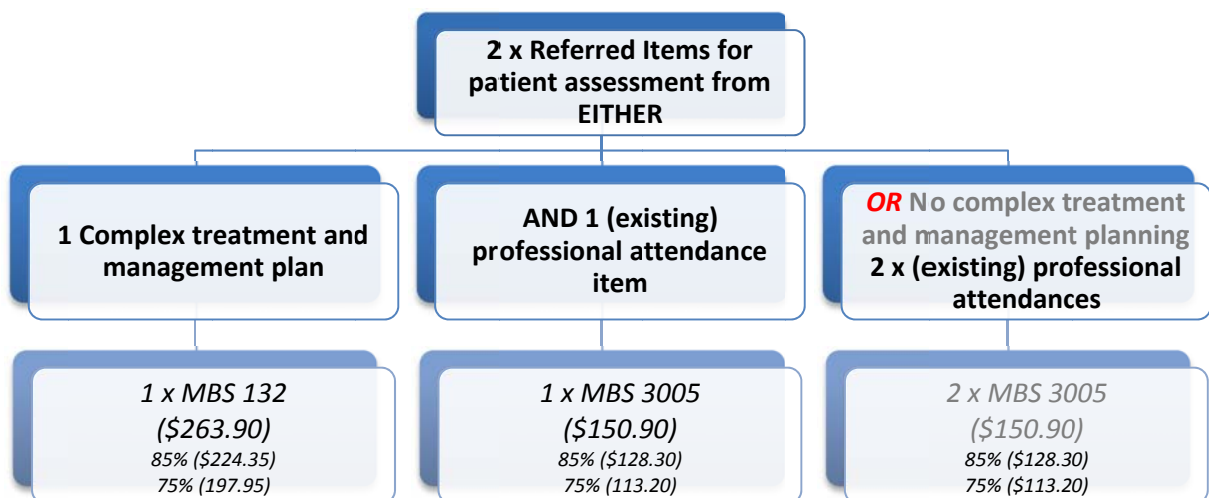 2 x Referred Items for
patient assessment from
EITHER
1 Complex treatment and
management plan
AND 1 (existing)
professional attendance
item
OR No complex treatment
and management planning
2 x (existing) professional
attendances
1 x MBS 132
($263.90)
85% ($224.35)
75% (197.95)
1 x MBS 3005
($150.90)
85% ($128.30)
75% (113.20)
2 x MBS 3005
($150.90)
85% ($128.30)
75% ($113.20)